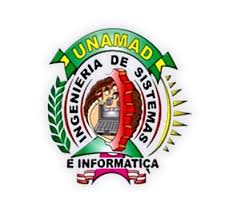 UNAMAD
INGENIERIA DE SISTEMAS
E INFORMATICA